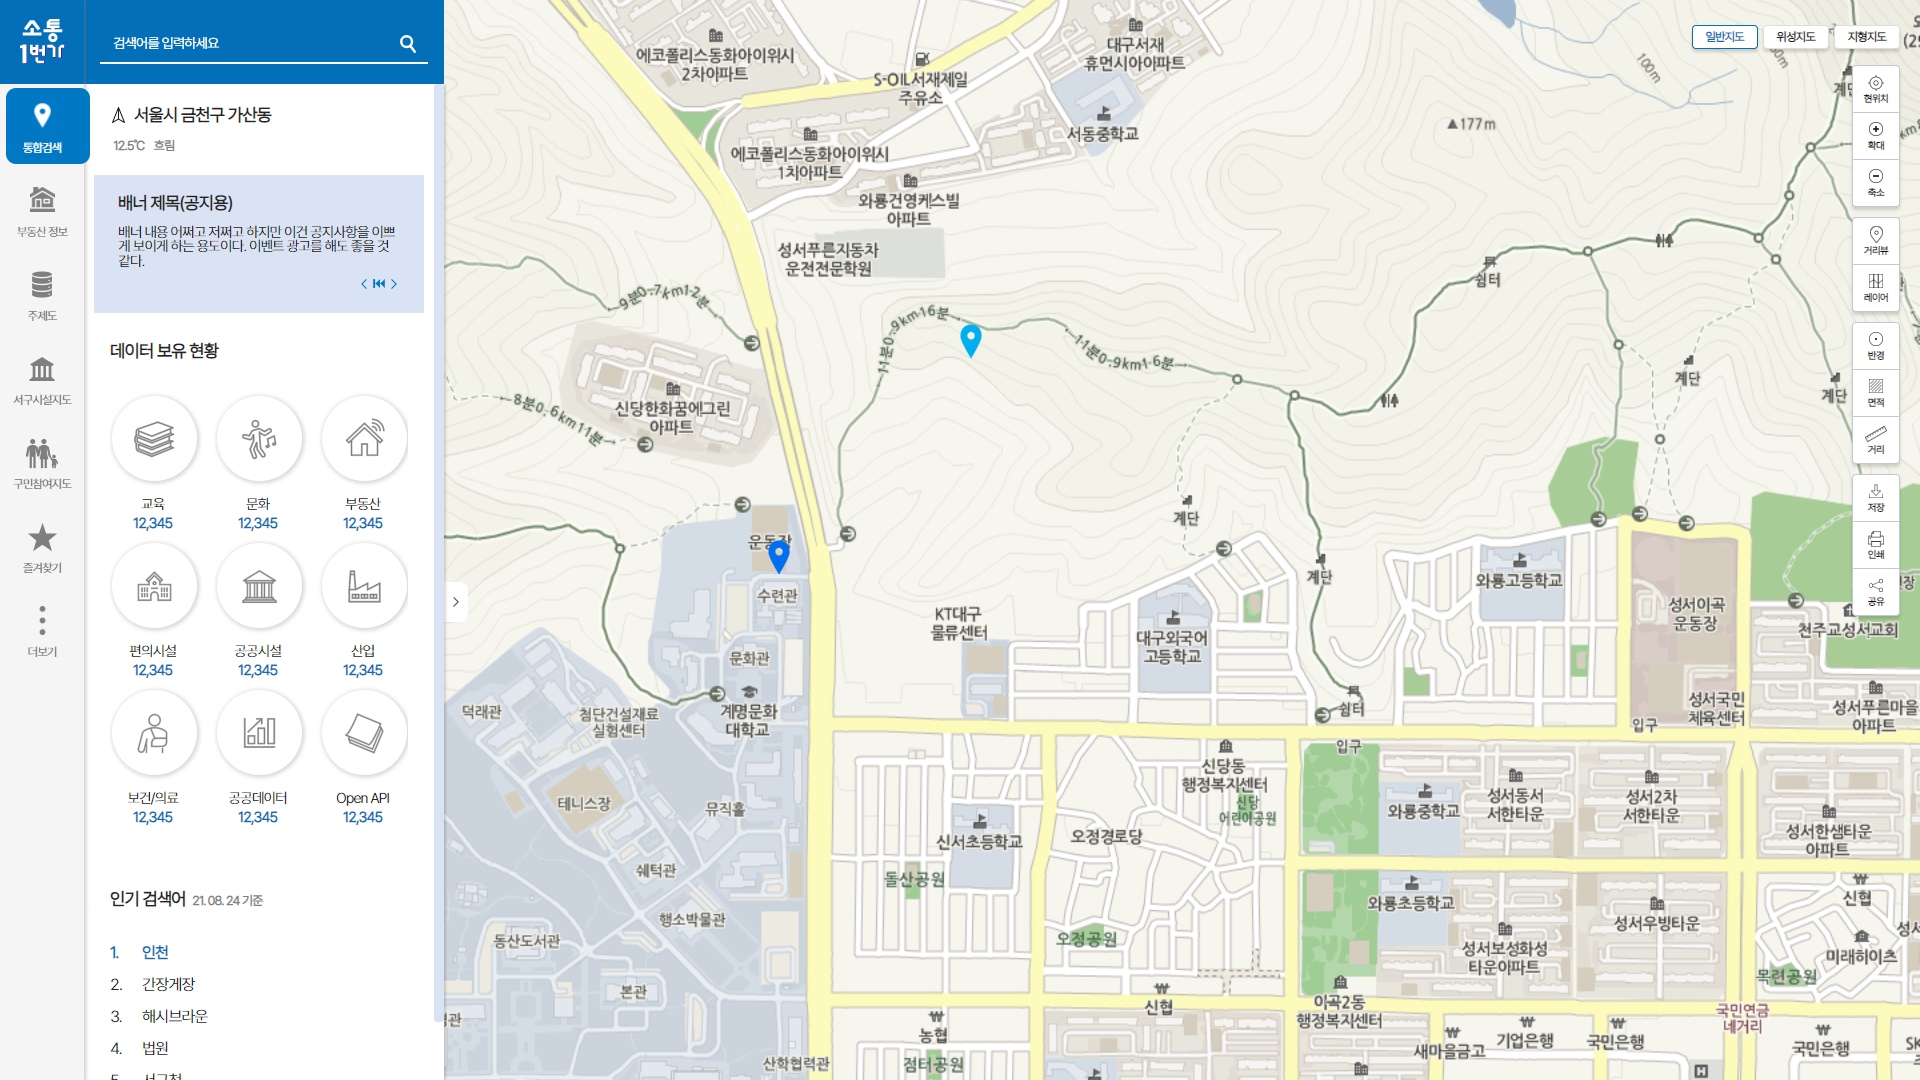 소통
1번가
검색어를 입력하세요
통합검색
부동산 정보
주제도
서구시설지도
구민참여지도
즐겨찾기
더보기
서울시 금천구 가산동
12.5℃ 흐림
배너 제목(공지용)
배너 내용 어쩌고 저쩌고 하지만 이건 공지사항을 이쁘
게 보이게 하는 용도이다. 이벤트 광고를 해도 좋을 것
같다.
데이터 보유 현황
교육
12,345
문화
12,345
부동산
12,345
편의시설
12,345
공공시설
12,345
산업
12,345
보건/의료
12,345
공공데이터
12,345
Open API
12,345
인기 검색어 21. 08. 24 기준
1. 인천
2. 간장게장
3. 해시브라운
4. 법원
일반지도
위성지도
지형지도
현위치
확대
축소
거리뷰
레이어
반경
면적
거리
저장
인쇄
공유
에코폴리스동화아이위시
2차아파트
S-OIL서재제일
주유소
대구서재
휴먼시아아파트
서동중학교
에코폴리스동화아이위시
1차아파트
와룡건영케스빌
아파트
성서푸른자동차
운전전문학원
100m
▲177m
쉼터
9분0.7km12분
11분0.9km16분
11분0.9km16분
8분0.6km11분
신당한화꿈에그린
아파트
계단
계단
계단
계단
운동장
수련관
문화관
계명문화
대학교
덕래관
첨단건설재료
실험센터
테니스장
뮤직홀
쉐턱관
행소박물관
동산도서관
본관
산학협력관
KT대구
물류센터
대구외국어
고등학교
와룡고등학교
성서이곡
운동장
천주교성서교회
성서국민
체육센터
입구
성서푸른마을
아파트
쉼터
입구
신당동
행정복지센터
신당
어린이공원
신서초등학교
오정경로당
돌산공원
오정공원
와룡중학교
성서동서
서한타운
성서2차
서한타운
성서한샘타운
아파트
와룡초등학교
성서우방타운
신협
성서보성화성
타운아파트
미래하이츠
목련공원
이곡2동
행정복지센터
신협
농협
점터공원
새마을금고
기업은행
국민은행
국민연금
네거리
국민은행